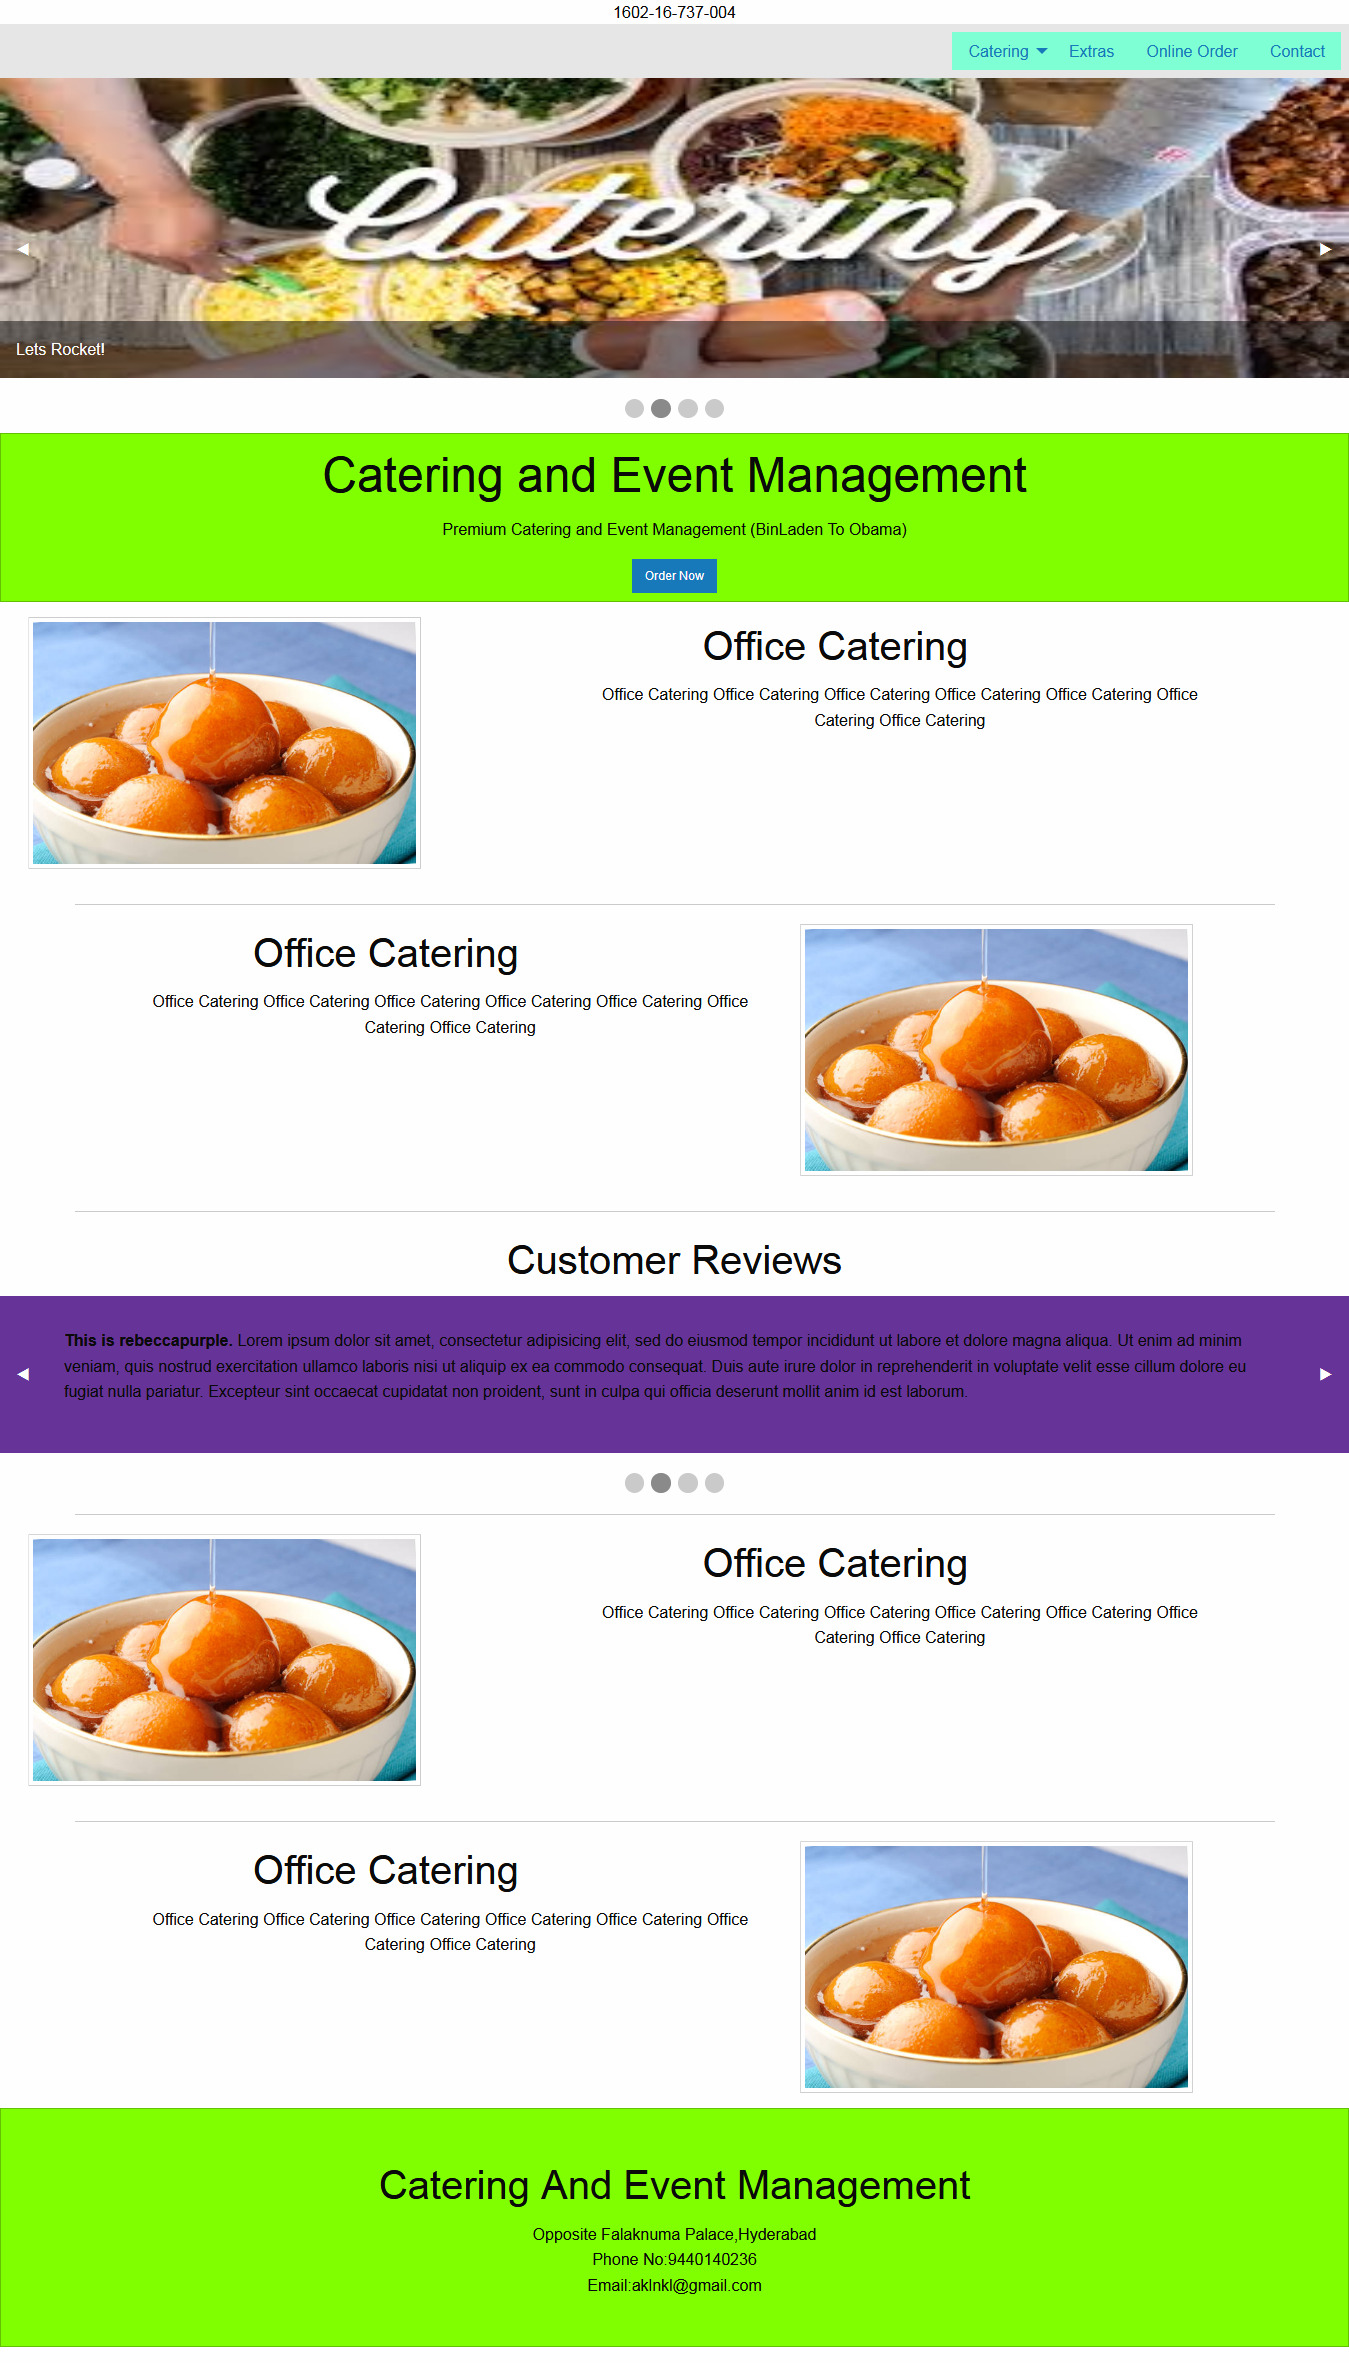 1602-16-737-004
Catering Extras Online Order Contact
Catering
Lets Rocket!
Catering and Event Management
Premium Catering and Event Management (BinLaden To Obama)
Order Now
Office Catering
Office Catering Office Catering Office Catering Office Catering Office Catering Office
Catering Office Catering
Office Catering
Office Catering Office Catering Office Catering Office Catering Office Catering Office
Catering Office Catering
Customer Reviews
This is rebeccapurple. Lorem ipsum dolor sit amet, consectetur adipisicing elit, sed do eiusmod tempor incididunt ut labore et dolore magna aliqua. Ut enim ad minim
veniam, quis nostrud exercitation ullamco laboris nisi ut aliquip ex ea commodo consequat. Duis aute irure dolor in reprehenderit in voluptate velit esse cillum dolore eu
fugiat nulla pariatur. Excepteur sint occaecat cupidatat non proident, sunt in culpa qui officia deserunt mollit anim id est laborum.
Office Catering
Office Catering Office Catering Office Catering Office Catering Office Catering Office
Catering Office Catering
Office Catering
Office Catering Office Catering Office Catering Office Catering Office Catering Office
Catering Office Catering
Catering And Event Management
Opposite Falaknuma Palace,Hyderabad
Phone No:9440140236
Email:aklnkl@gmail.com